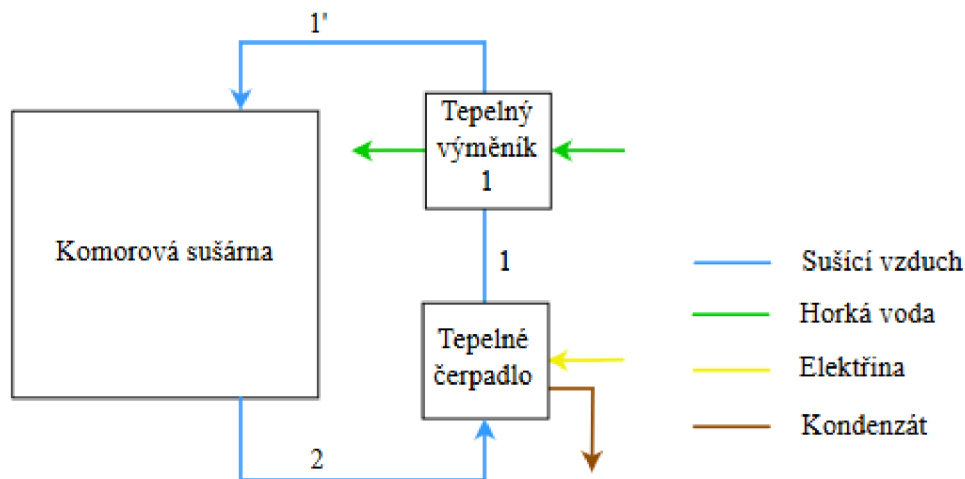 1'
Tepelný
výměník
1
Komorová sušárna
1
Sušící vzduch
Horká voda
Tepelné
čerpadlo
Elektřina
Kondenzát
2